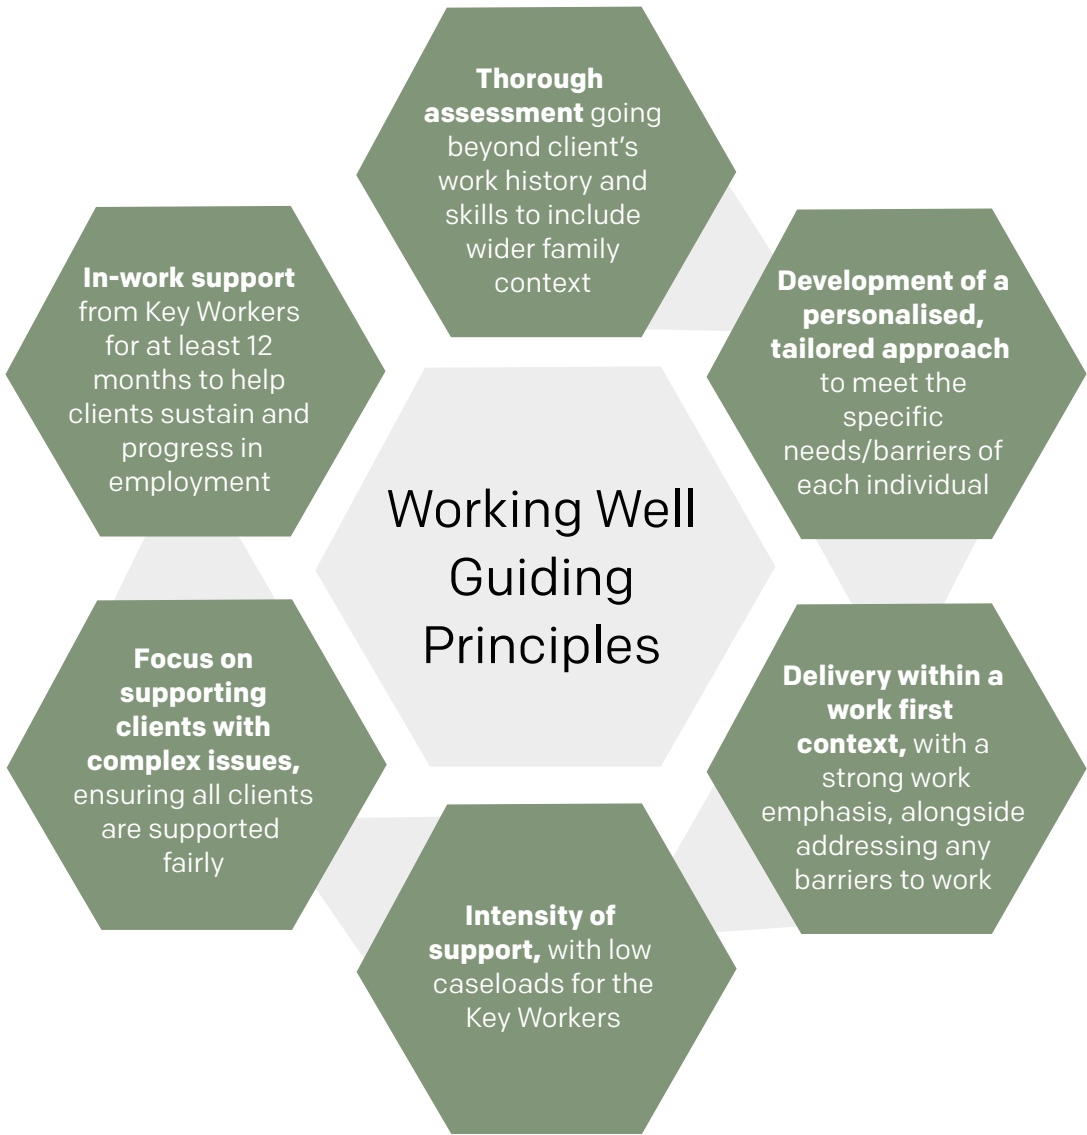 Thorough
assessment going
beyond client’s
work history and
skills to include
wider family
context
Development of a
personalised,
tailored approach
to meet the
specific
needs/barriers of
each individual
Delivery within a
work first
context, with a
strong work
emphasis, alongside
addressing any
barriers to work
Intensity of
support, with low
caseloads for the
Key Workers
Focus on
supporting
clients with
complex issues,
ensuring all clients
are supported
fairly
In-work support
from Key Workers
for at least 12
months to help
clients sustain and
progress in
employment
Working Well
Guiding
Principles